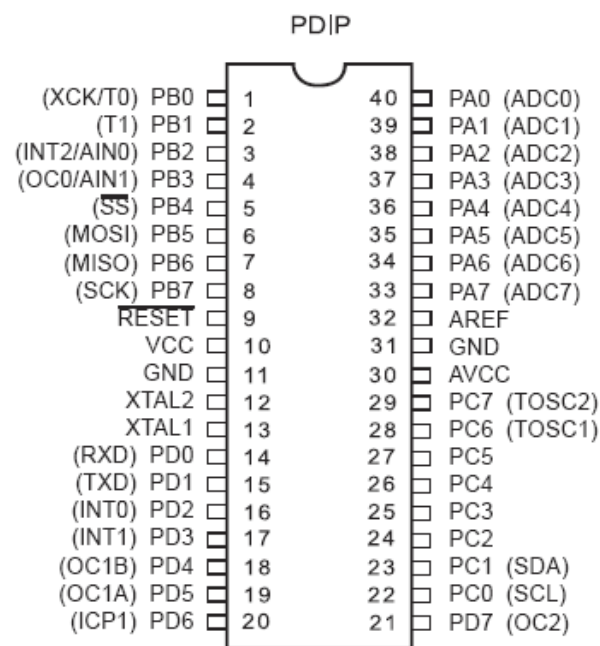 PDIP
(XCK/T0) PB0 1 40 PA0 (ADC0)
(T1) PB1 2 39 PA1 (ADC1)
(INT2/AIN0) PB2 3 38 PA2 (ADC2)
(OC0/AIN1) PB3 4 37 PA3 (ADC3)
(SS) PB4 5 36 PA4 (ADC4)
(MOSI) PB5 6 35 PA5 (ADC5)
(MISO) PB6 7 34 PA6 (ADC6)
(SCK) PB7 8 33 PA7 (ADC7)
RESET 9 32 AREF
VCC 10 31 GND
GND 11 30 AVCC
XTAL2 12 29 PC7 (TOSC2)
XTAL1 13 28 PC6 (TOSC1)
(RXD) PD0 14 27 PC5
(TXD) PD1 15 26 PC4
(INT0) PD2 16 25 PC3
(INT1) PD3 17 24 PC2
(OC1B) PD4 18 23 PC1 (SDA)
(OC1A) PD5 19 22 PC0 (SCL)
(ICP1) PD6 20 21 PD7 (OC2)